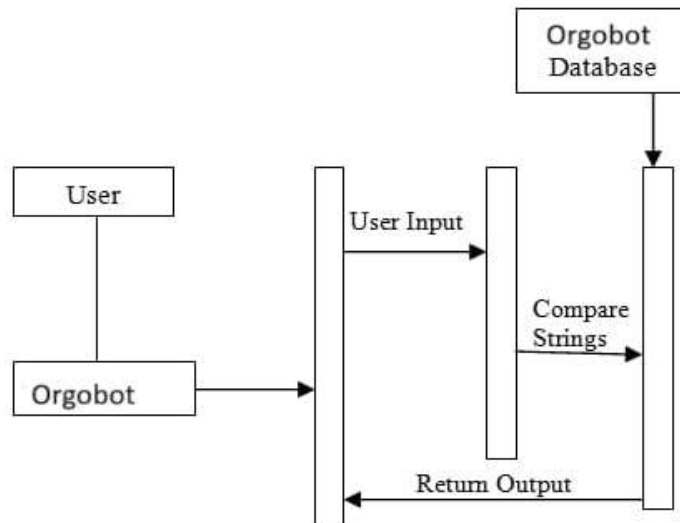 Orgobot
Database
User
User Input
Compare
Strings
Orgobot
Return Output